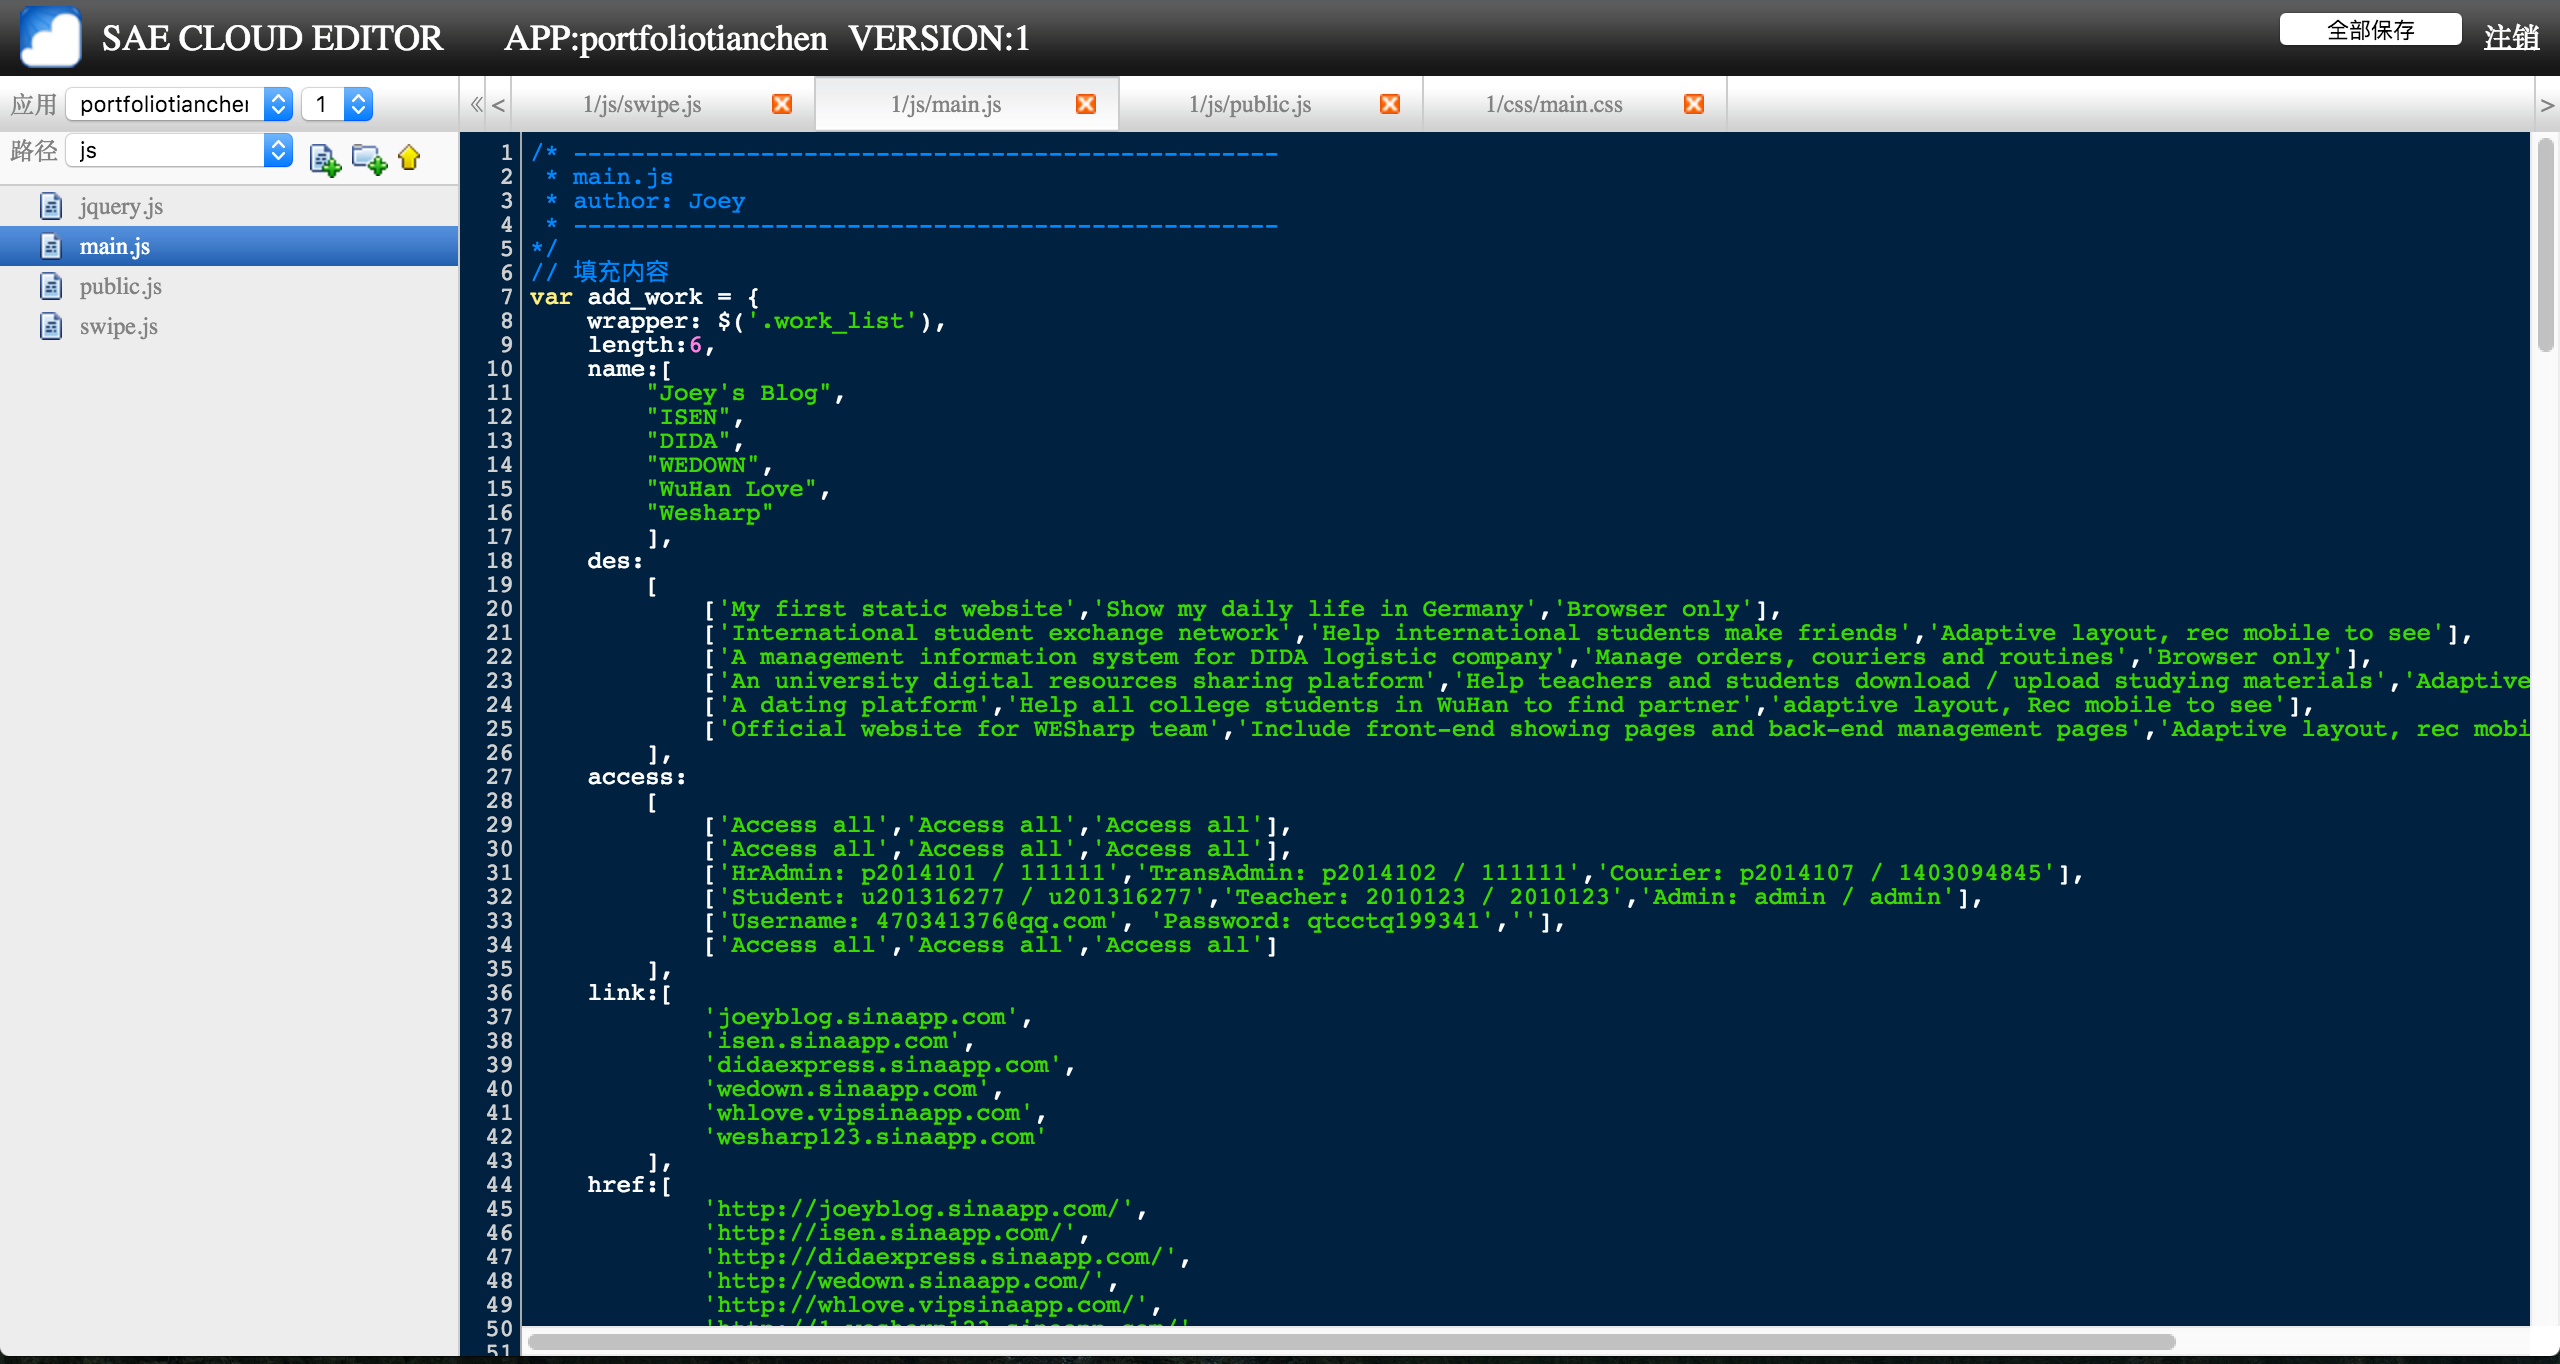 SAE CLOUD EDITOR APP:portfoliotianchen VERSION:1 全部保存 注销
应用 portfoliotianchen 1 « < 1/js/swipe.js 1/js/main.js 1/js/public.js 1/css/main.css >
路径 js
jquery.js
main.js
public.js
swipe.js
1 /* -------------------------------------------------
2 * main.js
3 * author: Joey
4 * -------------------------------------------------
5 */
6 // 填充内容
7 var add_work = {
8 wrapper: $('.work_list'),
9 length:6,
10 name:[
11 "Joey's Blog",
12 "ISEN",
13 "DIDA",
14 "WEDOWN",
15 "WuHan Love",
16 "Wesharp"
17 ],
18 des:
19 [
20 ['My first static website','Show my daily life in Germany','Browser only'],
21 ['International student exchange network','Help international students make friends','Adaptive layout, rec mobile to see'],
22 ['A management information system for DIDA logistic company','Manage orders, couriers and routines','Browser only'],
23 ['An university digital resources sharing platform','Help teachers and students download / upload studying materials','Adaptive
24 ['A dating platform','Help all college students in WuHan to find partner','adaptive layout, Rec mobile to see'],
25 ['Official website for WESharp team','Include front-end showing pages and back-end management pages','Adaptive layout, rec mobi
26 ],
27 access:
28 [
29 ['Access all','Access all','Access all'],
30 ['Access all','Access all','Access all'],
31 ['HrAdmin: p2014101 / 111111','TransAdmin: p2014102 / 111111','Courier: p2014107 / 1403094845'],
32 ['Student: u201316277 / u201316277','Teacher: 2010123 / 2010123','Admin: admin / admin'],
33 ['Username: 470341376@qq.com', 'Password: qtcctq199341',''],
34 ['Access all','Access all','Access all']
35 ],
36 link:[
37 'joeyblog.sinaapp.com',
38 'isen.sinaapp.com',
39 'didaexpress.sinaapp.com',
40 'wedown.sinaapp.com',
41 'whlove.vipsinaapp.com',
42 'wesharp123.sinaapp.com'
43 ],
44 href:[
45 'http://joeyblog.sinaapp.com/',
46 'http://isen.sinaapp.com/',
47 'http://didaexpress.sinaapp.com/',
48 'http://wedown.sinaapp.com/',
49 'http://whlove.vipsinaapp.com/',
50 'http://1.wesharp123.sinaapp.com/'
51